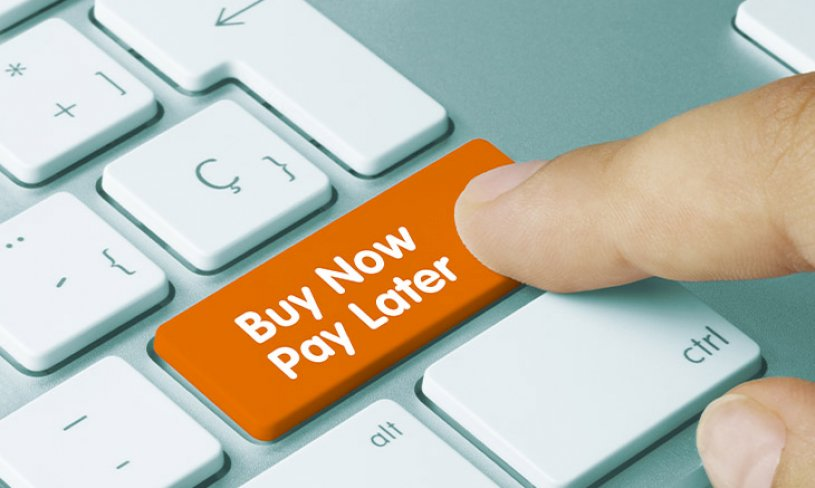 *
+
]
Ç
}
¨
´
{
Buy Now
Pay Later
ctrl
alt
—
-